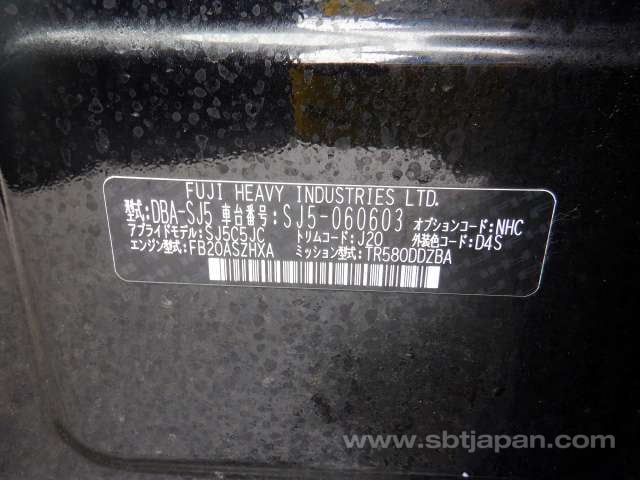 FUJI HEAVY INDUSTRIES LTD.
型式:DBA-SJ5 車台番号:SJ5-060603 オプションコード:NHC
アプライドモデル:SJ5C5JC トリムコード:J20 外装色コード:D4S
エンジン型式:FB20ASZHXA ミッション型式:TR580DDZBA
www.sbtjapan.com